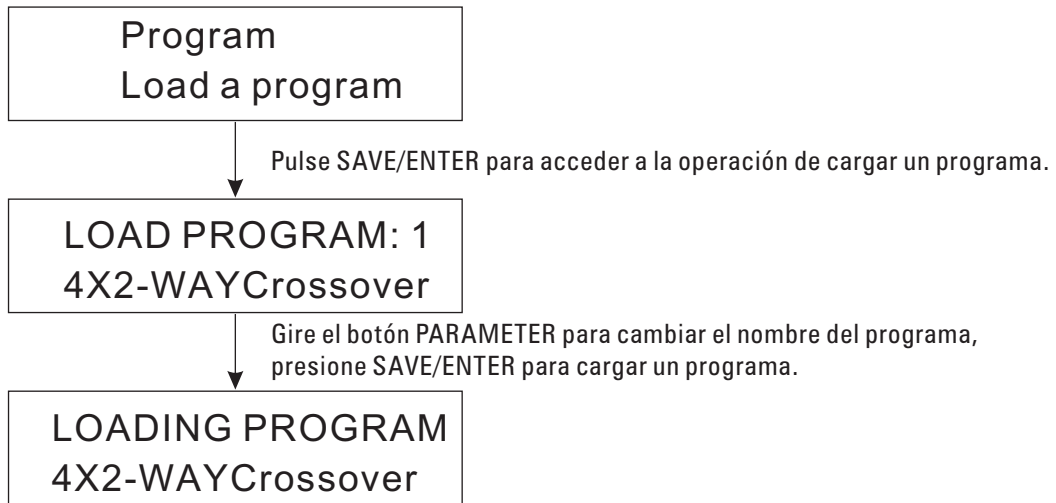 Program
Load a program
Pulse SAVE/ENTER para acceder a la operación de cargar un programa.
LOAD PROGRAM: 1
4X2-WAYCrossover
Gire el botón PARAMETER para cambiar el nombre del programa,
presione SAVE/ENTER para cargar un programa.
LOADING PROGRAM
4X2-WAYCrossover